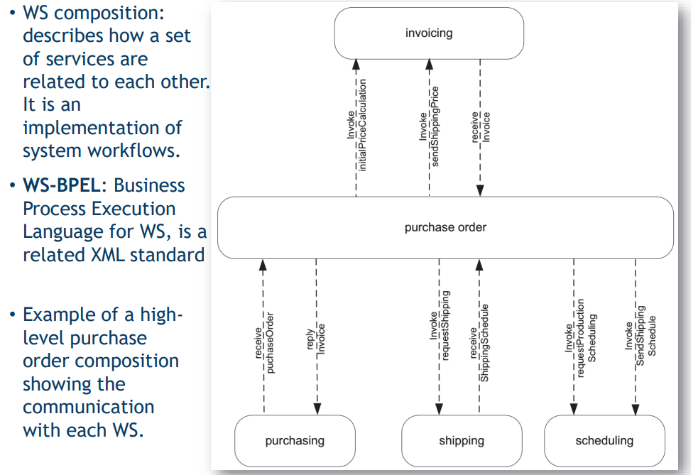 • WS composition:
describes how a set
of services are
related to each other.
It is an
implementation of
system workflows.
• WS-BPEL: Business
Process Execution
Language for WS, is a
related XML standard
• Example of a high-
level purchase
order composition
showing the
communication
with each WS.
invoicing
Invoke
initialPriceCalculation
Invoke
sendShippingPrice
receive
Invoice
purchase order
receive
puchaseOrder
reply
Invoice
Invoke
requestShipping
receive
ShippingSchedule
Invoke
requestProduction
Scheduling
Invoke
SendShipping
Schedule
purchasing
shipping
scheduling